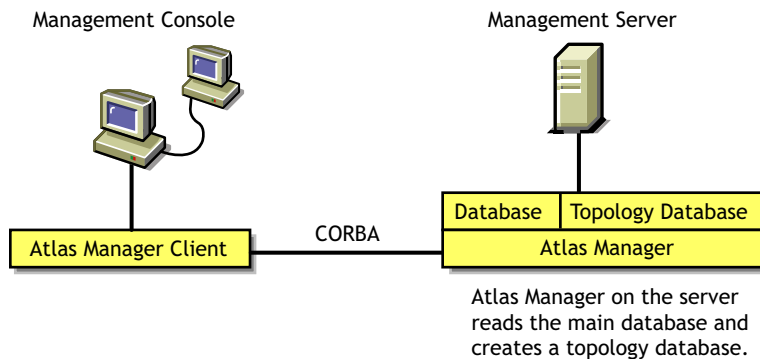 Management Console
Management Server
Database
Topology Database
Atlas Manager Client
CORBA
Atlas Manager
Atlas Manager on the server
reads the main database and
creates a topology database.